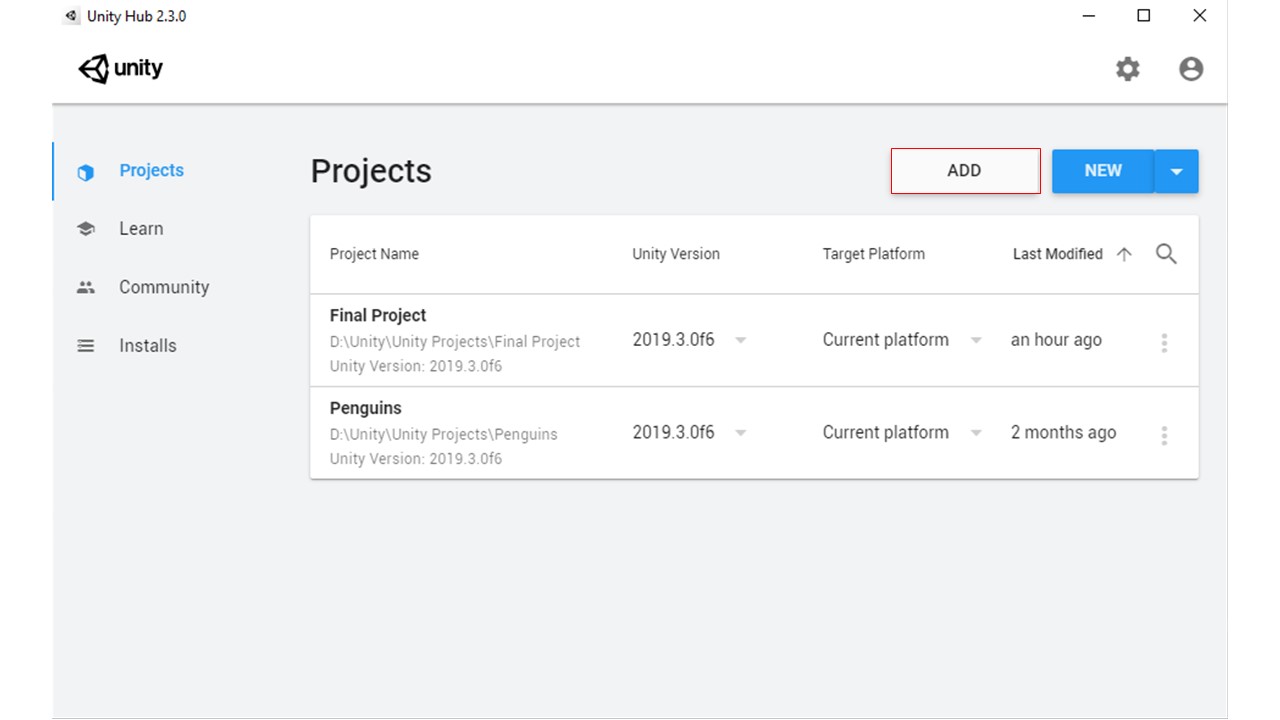 Unity Hub 2.3.0
unity
Projects
Learn
Community
Installs
Projects
ADD
NEW
Project Name Unity Version Target Platform Last Modified
Final Project
D:\Unity\Unity Projects\Final Project
Unity Version: 2019.3.0f6
2019.3.0f6 Current platform an hour ago
Penguins
D:\Unity\Unity Projects\Penguins
Unity Version: 2019.3.0f6
2019.3.0f6 Current platform 2 months ago